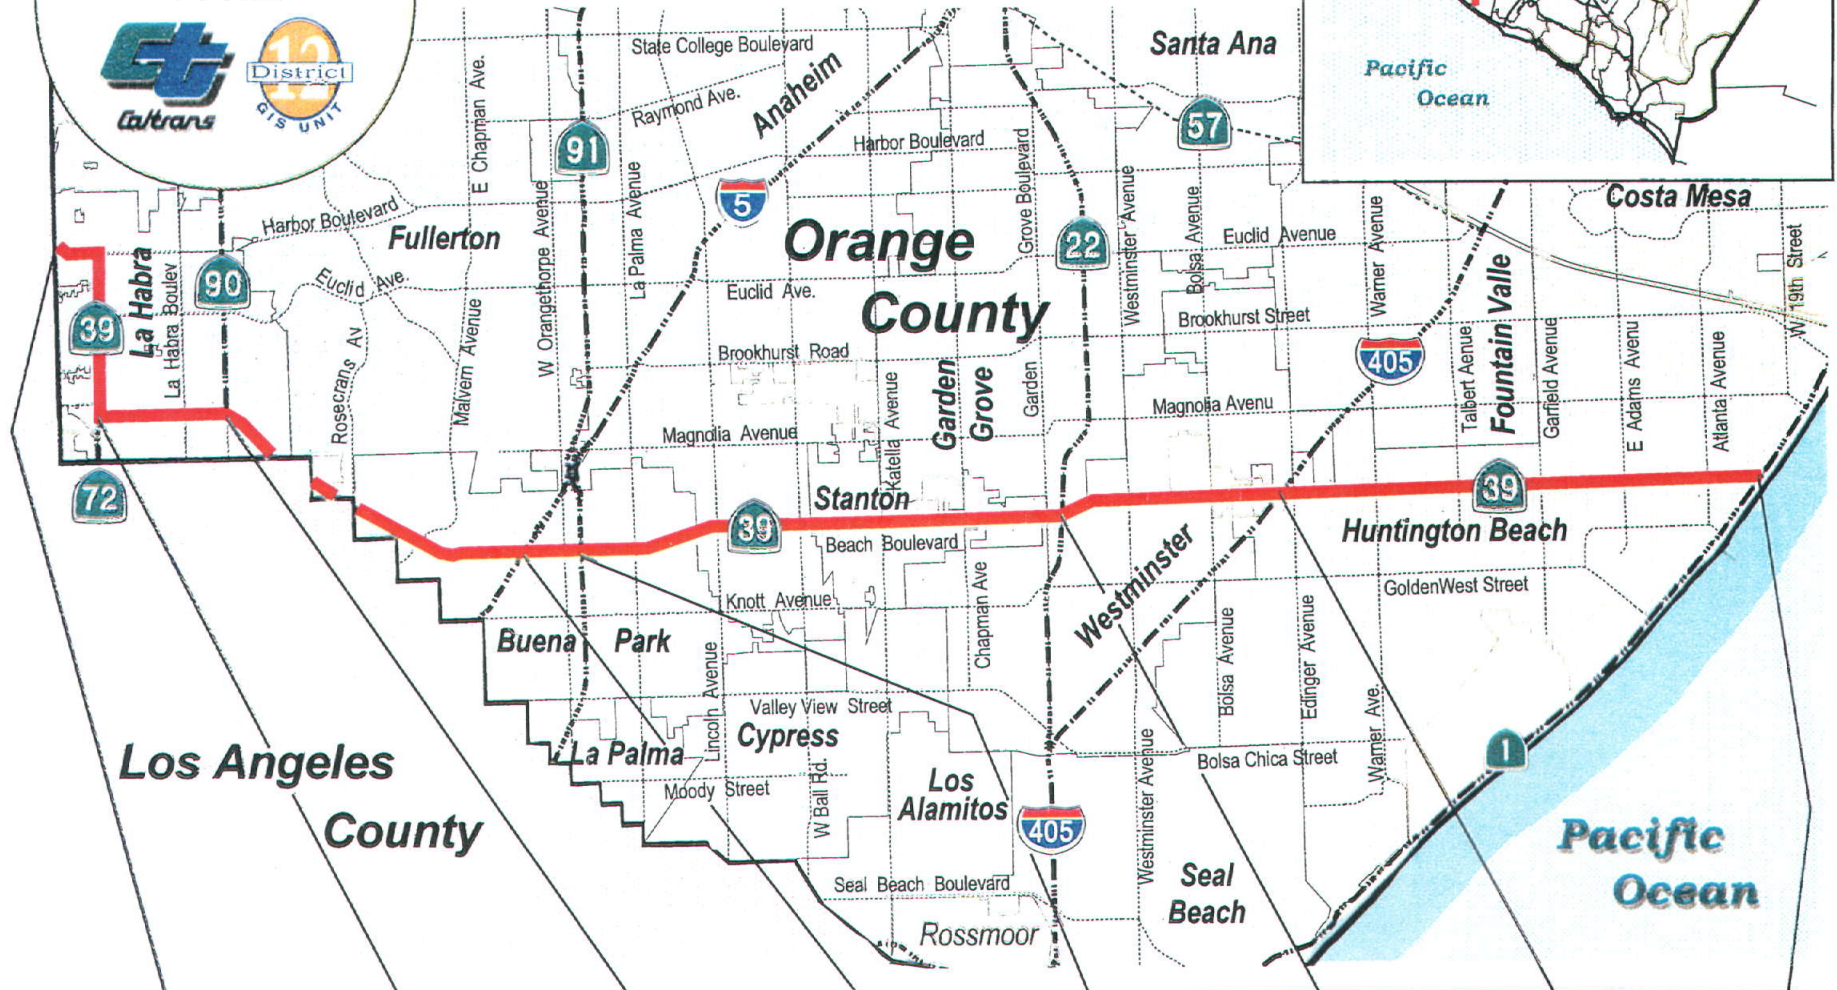 Caltrans
12
District
GIS UNIT
State College Boulevard
Santa Ana
Pacific
Ocean
Raymond Ave.
Anaheim
E Chapman Ave.
91
57
Harbor Boulevard
5
Harbor Boulevard
Fullerton
W Orangethorpe Avenue
La Palma Avenue
Orange
County
Grove Boulevard
Garden
22
Westminster Avenue
Bolsa Avenue
Euclid Avenue
Warner Avenue
Costa Mesa
W 19th Street
La Habra
La Habra Boulev
90
39
72
Euclid Ave.
Euclid Ave.
Rosecrans Av
Malvern Avenue
Brookhurst Road
Brookhurst Street
405
Talbert Aenue
Fountain Valle
Garfield Avenue
E Adams Avenu
Atlanta Avenue
Magnolia Avenue
Katella Avenue
Garden
Grove
Magnolia Avenu
Stanton
39
39
Beach Boulevard
Huntington Beach
Knott Avenue
Chapman Ave
Westminster
GoldenWest Street
Buena Park
Lincoln Avenue
Valley View Street
Cypress
Bolsa Avenue
Edinger Avenue
Warner Ave.
La Palma
Moody Street
W Ball Rd.
Los
Alamitos
405
Westminster Avenue
Bolsa Chica Street
1
Los Angeles
County
Seal Beach Boulevard
Rossmoor
Seal
Beach
Pacific
Ocean